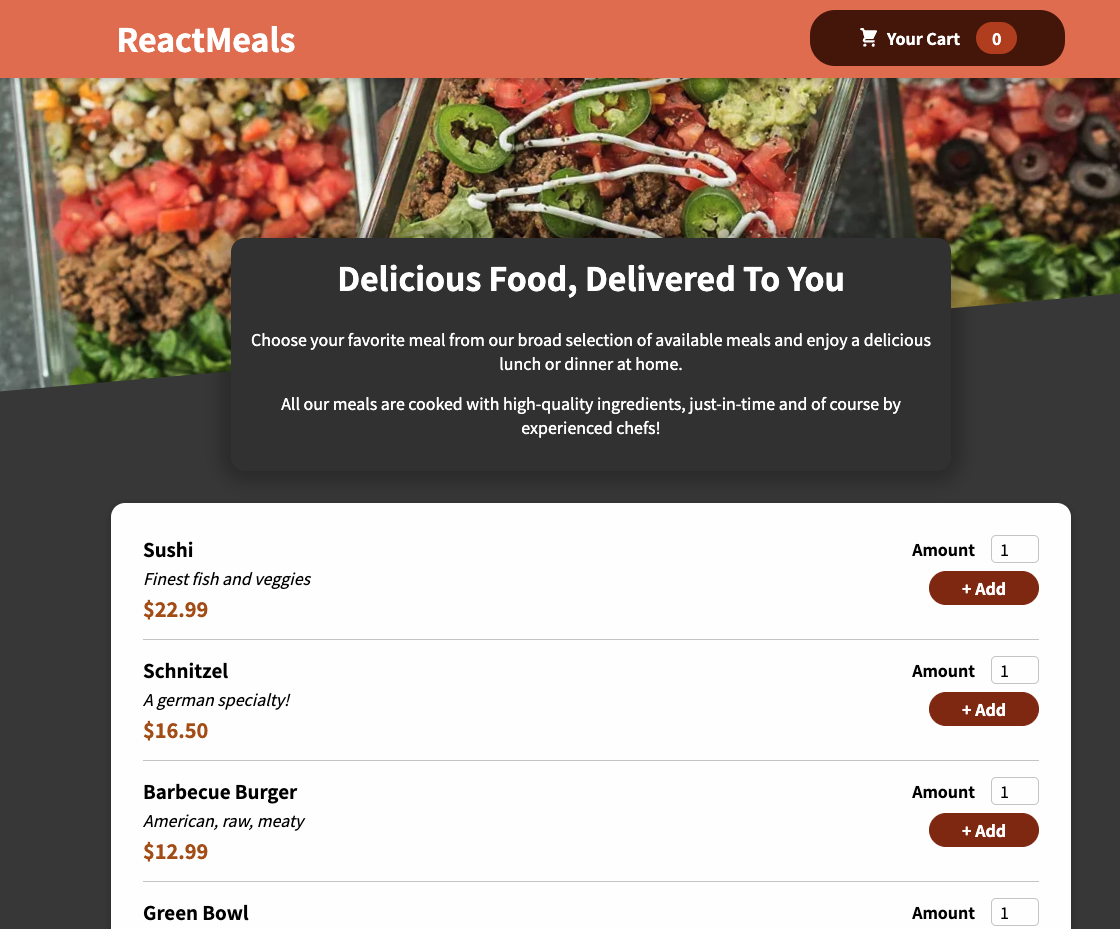 ReactMeals
Your Cart 0
Delicious Food, Delivered To You
Choose your favorite meal from our broad selection of available meals and enjoy a delicious
lunch or dinner at home.
All our meals are cooked with high-quality ingredients, just-in-time and of course by
experienced chefs!
Sushi
Finest fish and veggies
$22.99
Amount 1
+ Add
Schnitzel
A german specialty!
$16.50
Amount 1
+ Add
Barbecue Burger
American, raw, meaty
$12.99
Amount 1
+ Add
Green Bowl
Amount 1